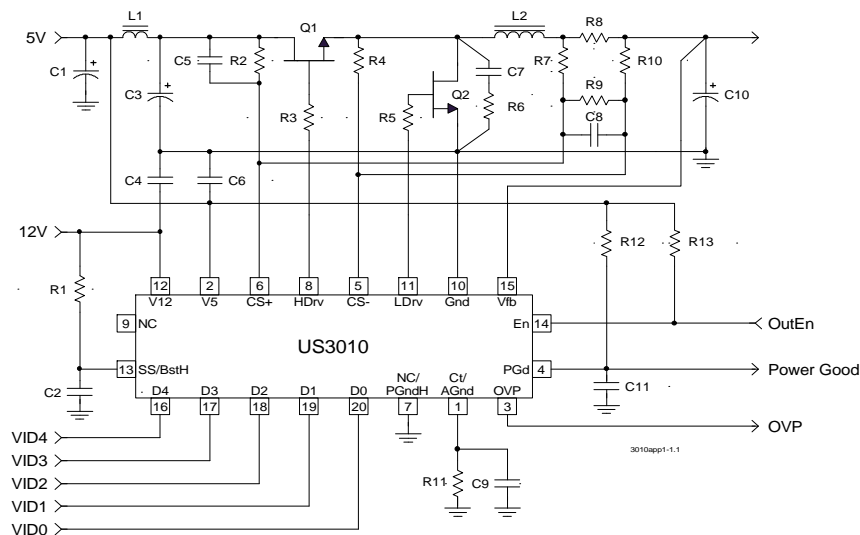 L1
Q1
L2
5V
R8
C5
R2
R4
R7
R10
C1
C7
C3
Q2
R9
C10
R3
R5
R6
C8
C4
C6
12V
R12
R13
R1
12
2
6
8
5
11
10
15
V12
V5
CS+
HDrv
CS-
LDrv
Gnd
Vfb
9
NC
En
14
OutEn
US3010
13
SS/BstH
PGd
4
Power Good
C2
D4
D3
D2
D1
D0
NC/
PGndH
Ct/
AGnd
OVP
C11
16
17
18
19
20
7
1
3
OVP
VID4
VID3
VID2
VID1
VID0
R11
C9
3010app1-1.1